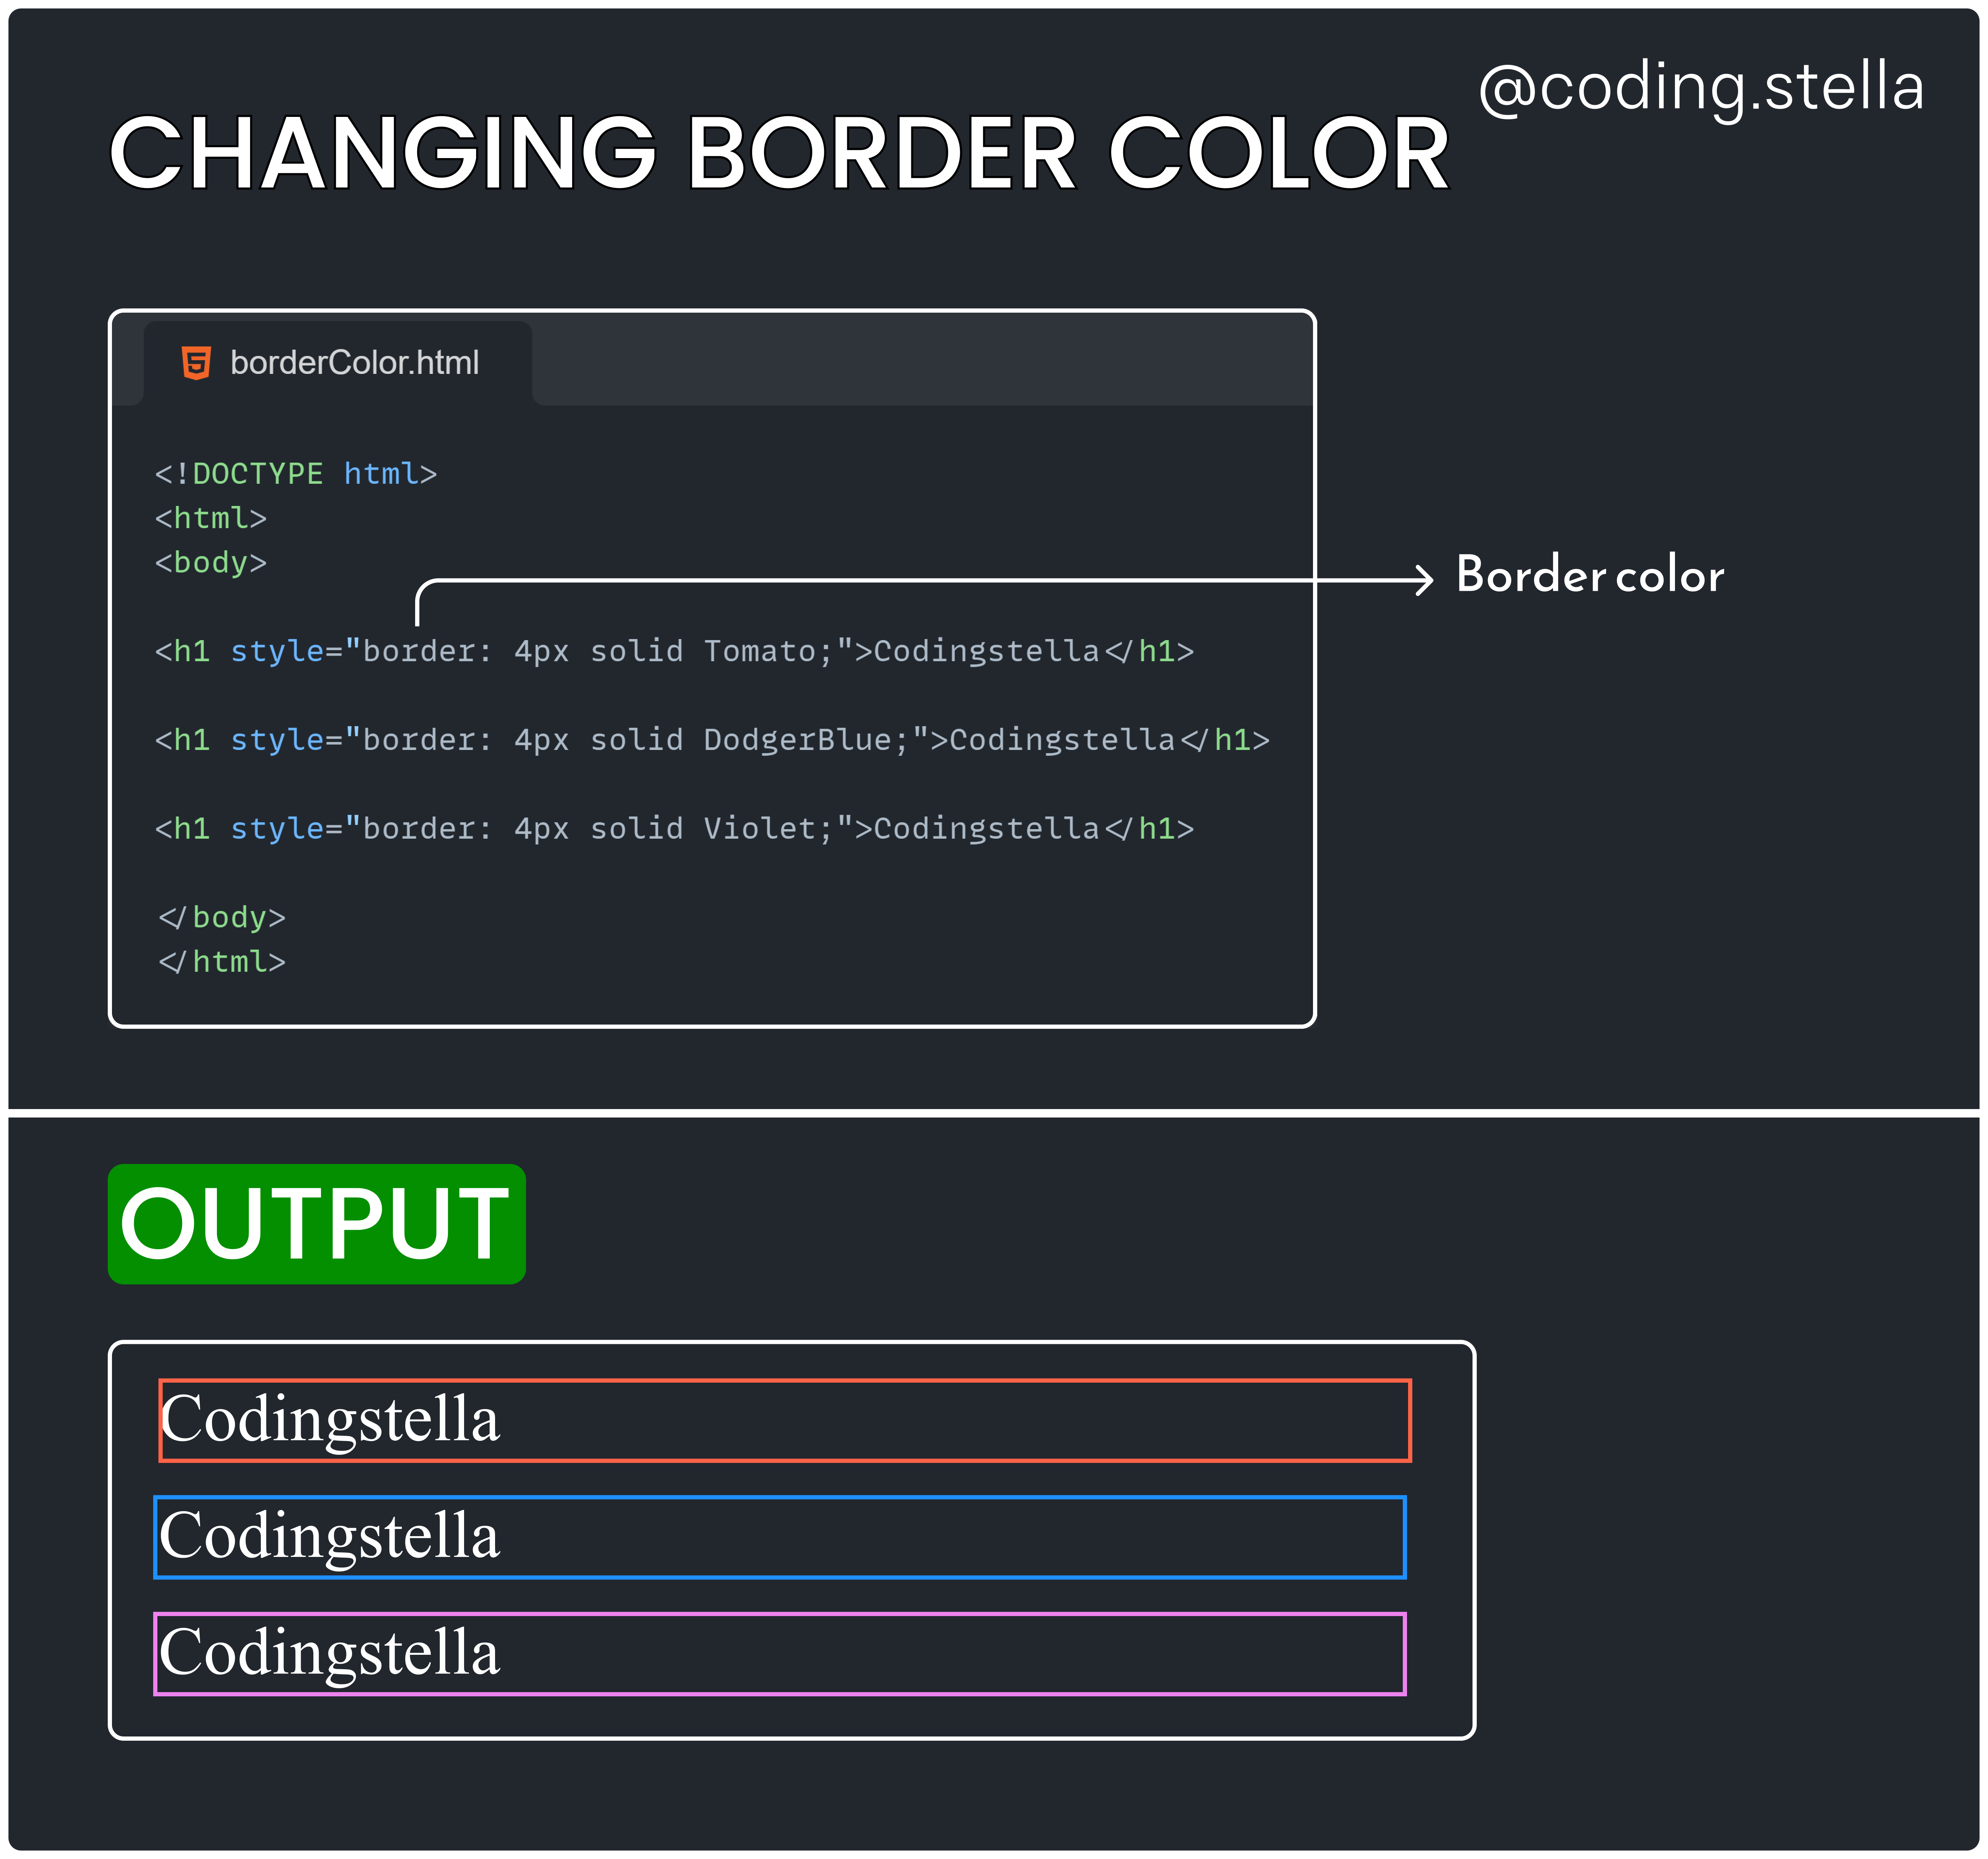 @coding.stella
CHANGING BORDER COLOR
borderColor.html
<!DOCTYPE html>
<html>
<body>
Border color
<h1 style="border: 4px solid Tomato;">Codingstella</h1>
<h1 style="border: 4px solid DodgerBlue;">Codingstella</h1>
<h1 style="border: 4px solid Violet;">Codingstella</h1>
</body>
</html>
OUTPUT
Codingstella
Codingstella
Codingstella